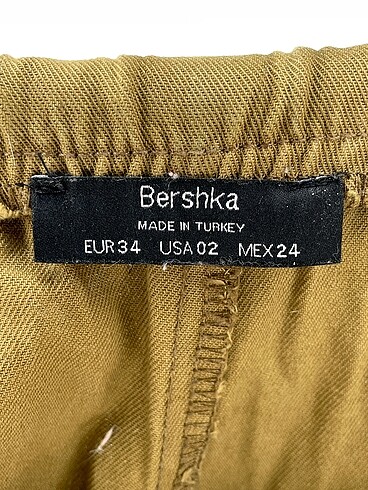 Bershka
MADE IN TURKEY
EUR 34 USA 02 MEX 24